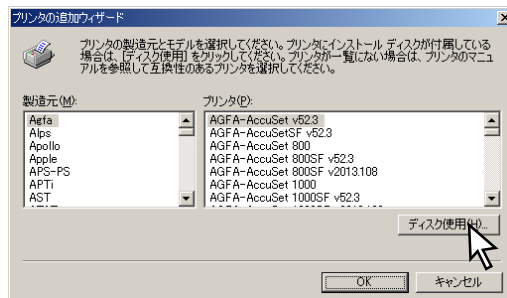 プリンタの追加ウィザード
プリンタの製造元とモデルを選択してください。プリンタにインストール ディスクが付属している
場合は、[ディスク使用] をクリックしてください。プリンタが一覧にない場合は、プリンタのマニュ
アルを参照して互換性のあるプリンタを選択してください。
製造元(M):
プリンタ(P):
Agfa
Alps
Apollo
Apple
APS-PS
APTi
AST
AGFA-AccuSet v52.3
AGFA-AccuSetSF v52.3
AGFA-AccuSet 800
AGFA-AccuSet 800SF v52.3
AGFA-AccuSet 800SF v2013.108
AGFA-AccuSet 1000
AGFA-AccuSet 1000SF v52.3
ディスク使用(H)...
OK
キャンセル